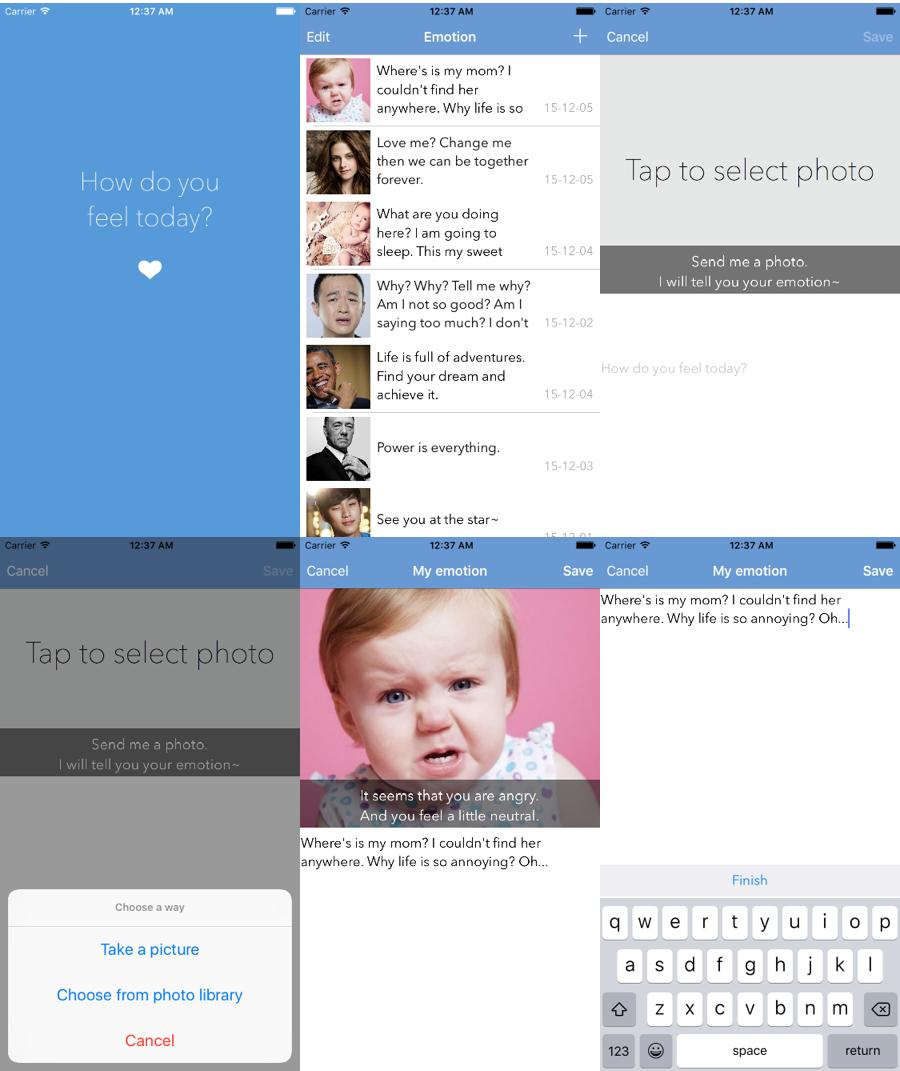 Carrier 12:37 AM
How do you
feel today?
Carrier 12:37 AM
Edit Emotion +
Where's is my mom? I
couldn't find her
anywhere. Why life is so 15-12-05
Love me? Change me
then we can be together
forever. 15-12-05
What are you doing
here? I am going to
sleep. This my sweet 15-12-04
Why? Why? Tell me why?
Am I not so good? Am I
saying too much? I don't 15-12-02
Life is full of adventures.
Find your dream and
achieve it. 15-12-04
Power is everything.
15-12-03
See you at the star~
15-12-01
Carrier 12:37 AM
Cancel Save
Tap to select photo
Send me a photo.
I will tell you your emotion~
How do you feel today?
Carrier 12:37 AM
Cancel Save
Tap to select photo
Send me a photo.
I will tell you your emotion~
Choose a way
Take a picture
Choose from photo library
Cancel
Carrier 12:37 AM
Cancel My emotion Save
It seems that you are angry.
And you feel a little neutral.
Where's is my mom? I couldn't find her
anywhere. Why life is so annoying? Oh...
Carrier 12:37 AM
Cancel My emotion Save
Where's is my mom? I couldn't find her
anywhere. Why life is so annoying? Oh...
Finish
q w e r t y u i o p
a s d f g h j k l
z x c v b n m
123 space return